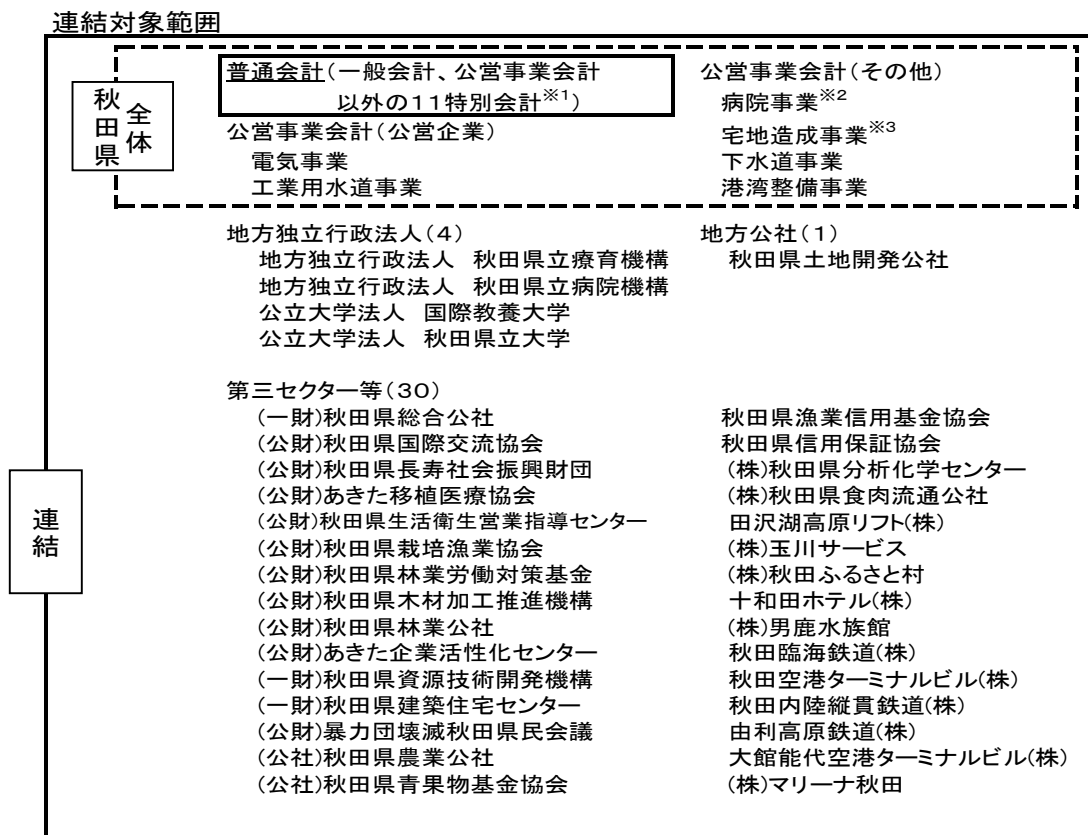 連結対象範囲
秋田県全体
普通会計(一般会計、公営事業会計
以外の11特別会計※1)
公営事業会計(公営企業)
電気事業
工業用水道事業
公営事業会計(その他)
病院事業※2
宅地造成事業※3
下水道事業
港湾整備事業
連結
地方独立行政法人(4)
地方独立行政法人 秋田県立療育機構
地方独立行政法人 秋田県立病院機構
公立大学法人 国際教養大学
公立大学法人 秋田県立大学
地方公社(1)
秋田県土地開発公社
第三セクター等(30)
(一財)秋田県総合公社
(公財)秋田県国際交流協会
(公財)秋田県長寿社会振興財団
(公財)あきた移植医療協会
(公財)秋田県生活衛生営業指導センター
(公財)秋田県栽培漁業協会
(公財)秋田県林業労働対策基金
(公財)秋田県木材加工推進機構
(公財)秋田県林業公社
(公財)あきた企業活性化センター
(一財)秋田県資源技術開発機構
(一財)秋田県建築住宅センター
(公財)暴力団壊滅秋田県民会議
(公社)秋田県農業公社
(公社)秋田県青果物基金協会
秋田県漁業信用基金協会
秋田県信用保証協会
(株)秋田県分析化学センター
(株)秋田県食肉流通公社
田沢湖高原リフト(株)
(株)玉川サービス
(株)秋田ふるさと村
十和田ホテル(株)
(株)男鹿水族館
秋田臨海鉄道(株)
秋田空港ターミナルビル(株)
秋田内陸縦貫鉄道(株)
由利高原鉄道(株)
大館能代空港ターミナルビル(株)
(株)マリーナ秋田